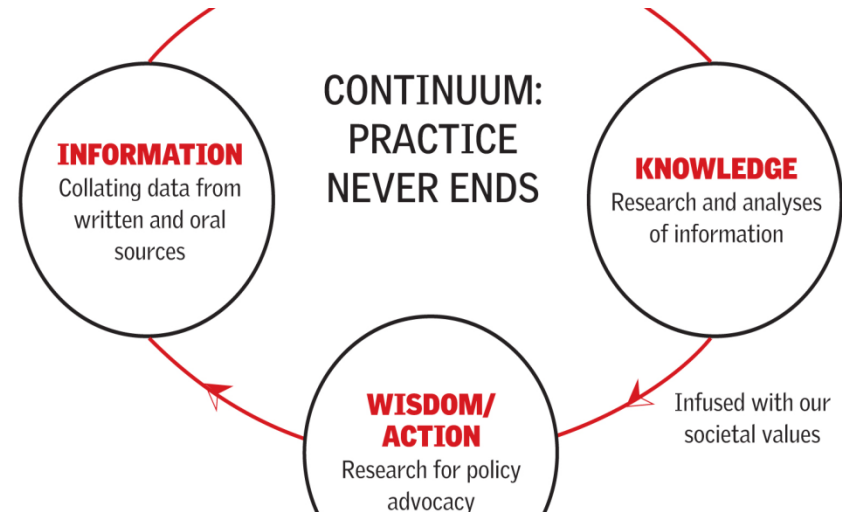 CONTINUUM:
PRACTICE
NEVER ENDS
INFORMATION
Collating data from
written and oral
sources
KNOWLEDGE
Research and analyses
of information
WISDOM/
ACTION
Research for policy
advocacy
Infused with our
societal values